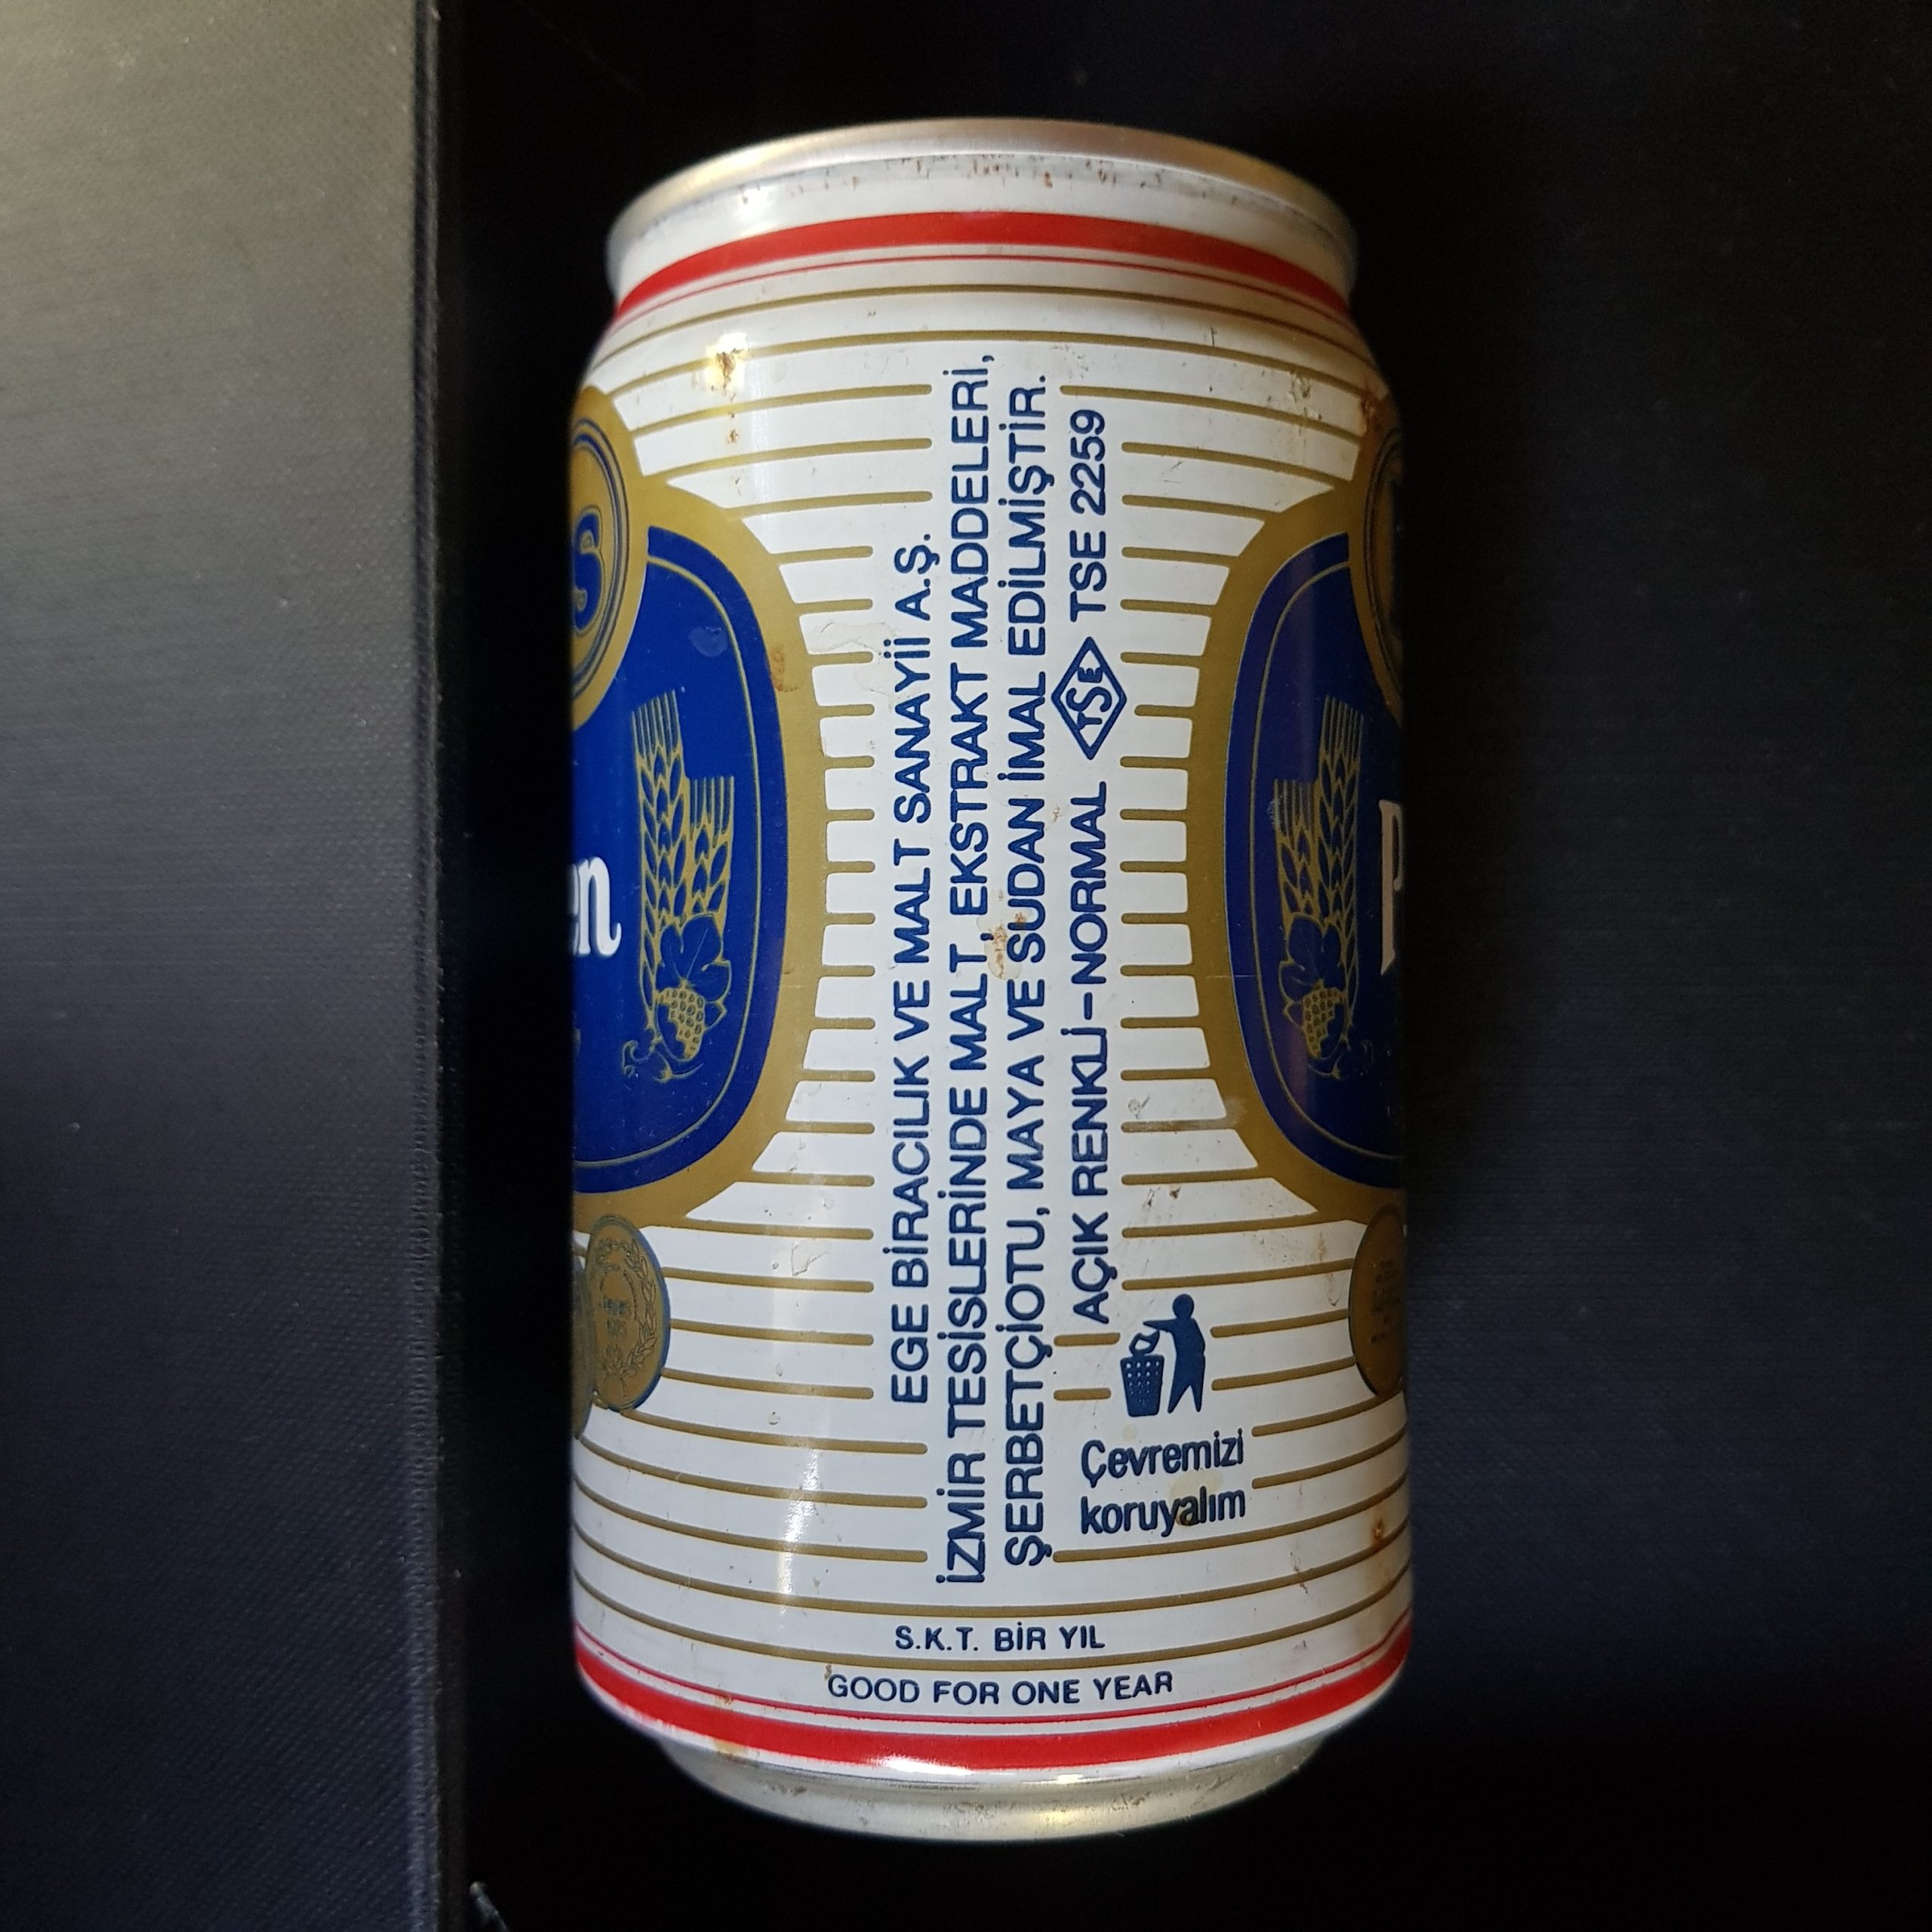 EGE BİRACILIK VE MALT SANAYİİ A.Ş.
İZMİR TESİSLERİNDE MALT, EKSTRAKT MADDELERİ,
ŞERBETÇİOTU, MAYA VE SUDAN İMAL EDİLMİŞTİR.
AÇIK RENKLİ-NORMAL TSE TSE 2259
Çevremizi
koruyalım
S.K.T. BİR YIL
GOOD FOR ONE YEAR